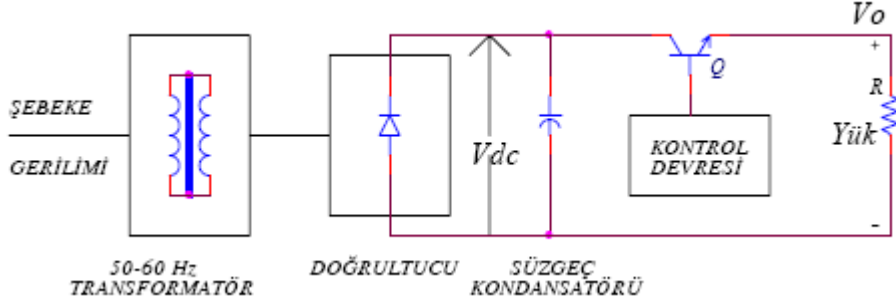 Vo
+
Q
R
ŞEBEKE
GERİLİMİ
Vdc
KONTROL
DEVRESİ
Yük
-
50-60 Hz
TRANSFORMATÖR
DOĞRULTUCU
SÜZGEÇ
KONDANSATÖRÜ